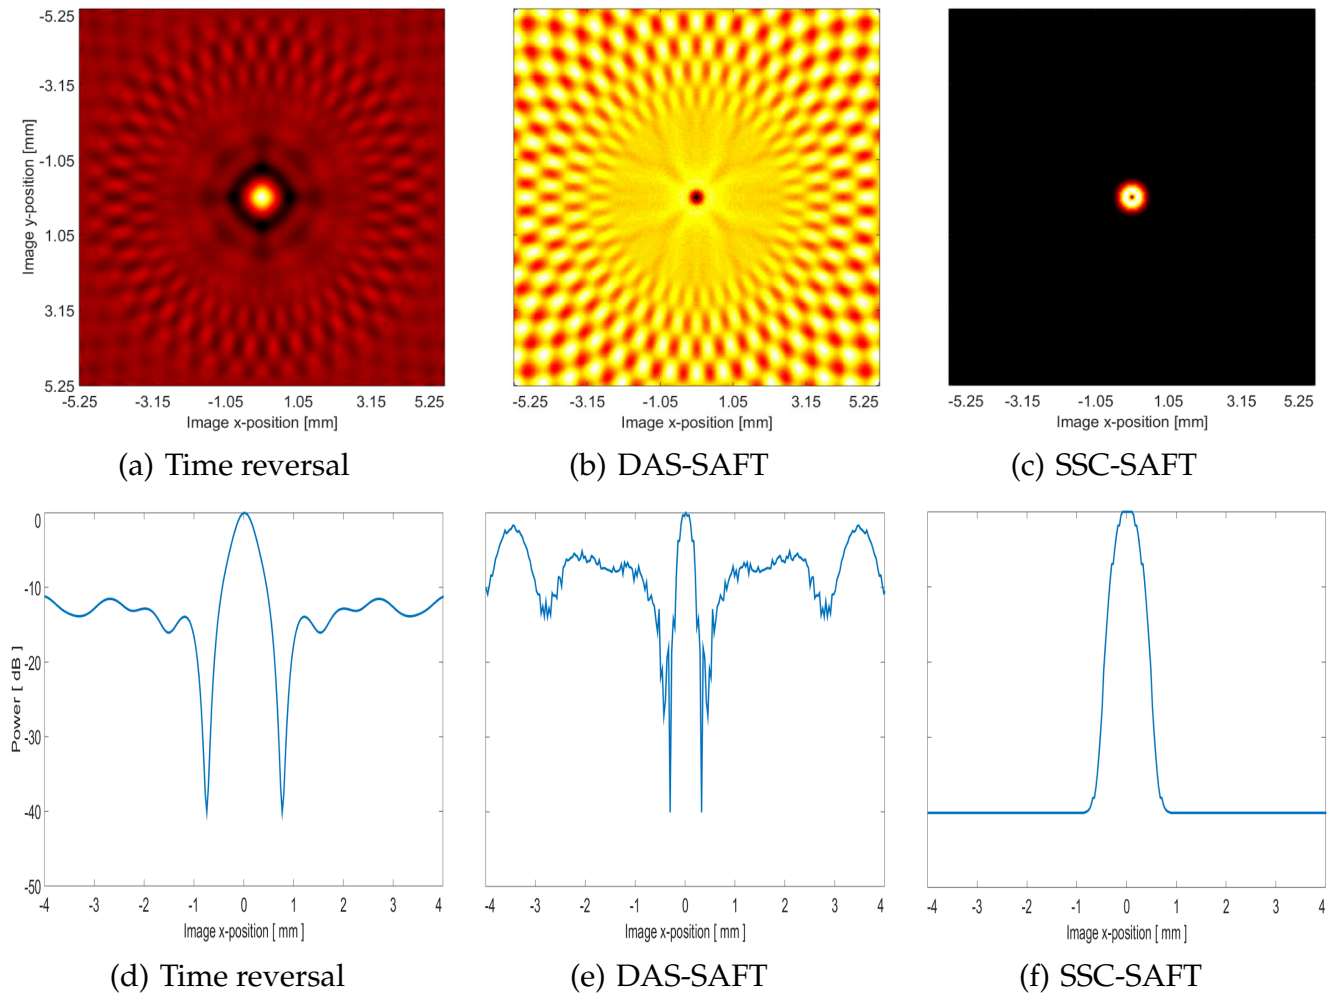 -5.25
-3.15
-1.05
1.05
3.15
5.25
Image y-position [mm]
-5.25 -3.15 -1.05 1.05 3.15 5.25
Image x-position [mm]
(a) Time reversal
-5.25 -3.15 -1.05 1.05 3.15 5.25
Image x-position [mm]
(b) DAS-SAFT
-5.25 -3.15 -1.05 1.05 3.15 5.25
Image x-position [mm]
(c) SSC-SAFT
0
-10
-20
-30
-40
-50
Power [ dB ]
-4 -3 -2 -1 0 1 2 3 4
Image x-position [ mm ]
(d) Time reversal
-4 -3 -2 -1 0 1 2 3 4
Image x-position [ mm ]
(e) DAS-SAFT
-4 -3 -2 -1 0 1 2 3 4
Image x-position [ mm ]
(f) SSC-SAFT